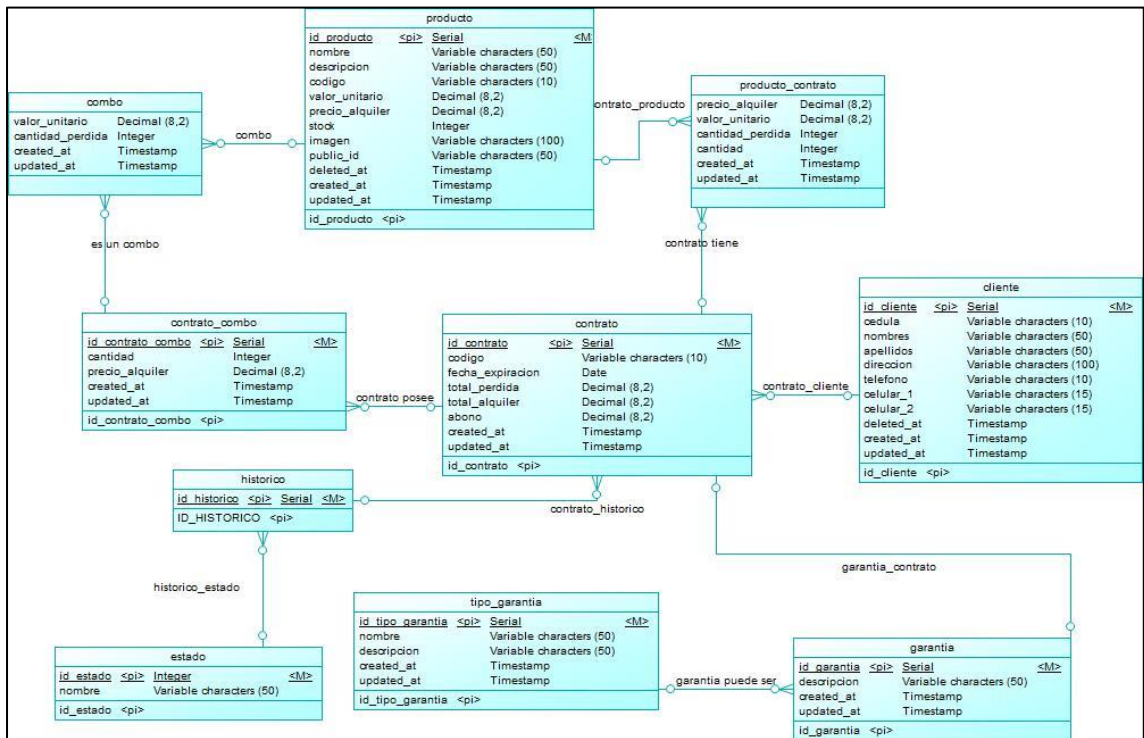 producto
id_producto <pi> Serial <M>
nombre Variable characters (50)
descripcion Variable characters (50)
codigo Variable characters (10)
valor_unitario Decimal (8,2)
precio_alquiler Decimal (8,2)
stock Integer
imagen Variable characters (100)
public_id Variable characters (50)
deleted_at Timestamp
created_at Timestamp
updated_at Timestamp
id_producto <pi>
combo
valor_unitario Decimal (8,2)
cantidad_perdida Integer
created_at Timestamp
updated_at Timestamp
combo
contrato_producto
producto_contrato
precio_alquiler Decimal (8,2)
valor_unitario Decimal (8,2)
cantidad_perdida Integer
cantidad Integer
created_at Timestamp
updated_at Timestamp
es un combo
contrato tiene
contrato_combo
id_contrato_combo <pi> Serial <M>
cantidad Integer
precio_alquiler Decimal (8,2)
created_at Timestamp
updated_at Timestamp
id_contrato_combo <pi>
contrato posee
contrato
id_contrato <pi> Serial <M>
codigo Variable characters (10)
fecha_expiracion Date
total_perdida Decimal (8,2)
total_alquiler Decimal (8,2)
abono Decimal (8,2)
created_at Timestamp
updated_at Timestamp
id_contrato <pi>
contrato_cliente
cliente
id_cliente <pi> Serial <M>
cedula Variable characters (10)
nombres Variable characters (50)
apellidos Variable characters (50)
direccion Variable characters (100)
telefono Variable characters (10)
celular_1 Variable characters (15)
celular_2 Variable characters (15)
deleted_at Timestamp
created_at Timestamp
updated_at Timestamp
id_cliente <pi>
historico
id_historico <pi> Serial <M>
ID_HISTORICO <pi>
contrato_historico
historico_estado
garantia_contrato
estado
id_estado <pi> Integer <M>
nombre Variable characters (50)
id_estado <pi>
tipo_garantia
id_tipo_garantia <pi> Serial <M>
nombre Variable characters (50)
descripcion Variable characters (50)
created_at Timestamp
updated_at Timestamp
id_tipo_garantia <pi>
garantia puede ser
garantia
id_garantia <pi> Serial <M>
descripcion Variable characters (50)
created_at Timestamp
updated_at Timestamp
id_garantia <pi>